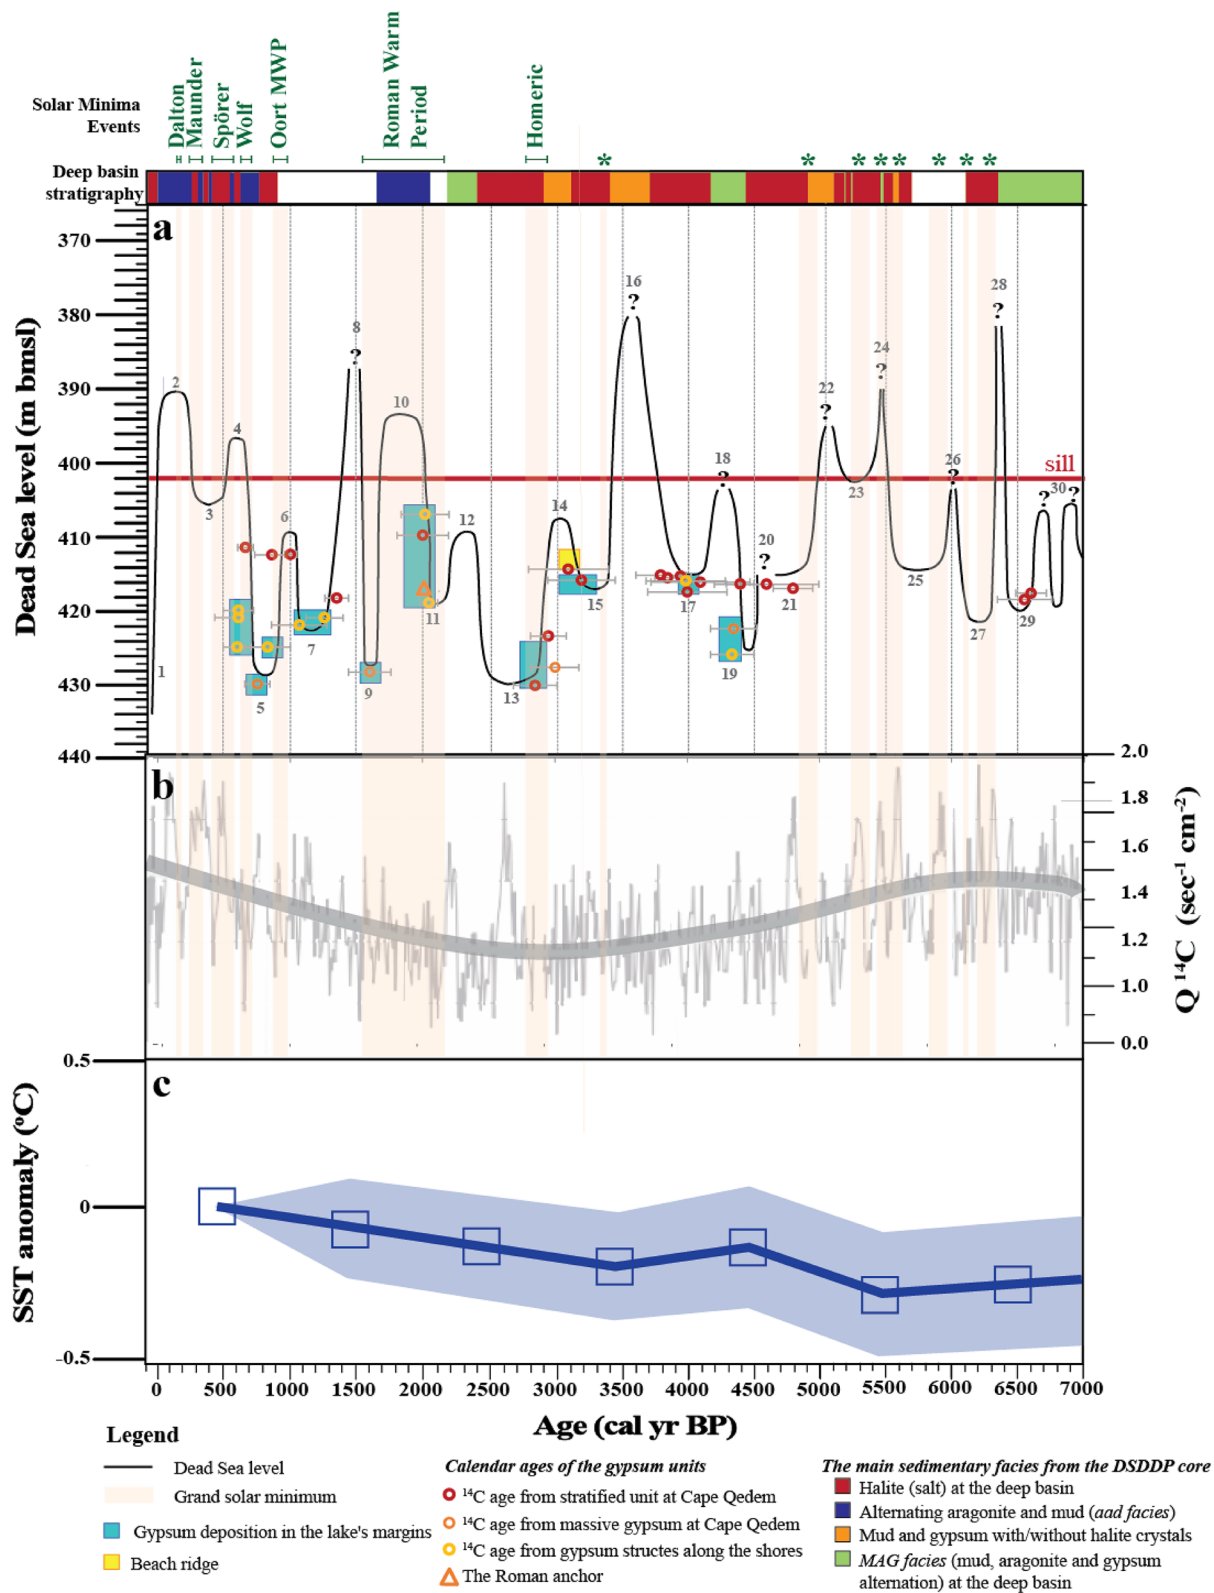 Solar Minima
Events
Dalton
Maunder
Spörer
Wolf
Oort MWP
Roman Warm
Period
Homeric
* * * * * * * *
Deep basin
stratigraphy
a
370
380
390
400
410
420
430
440
Dead Sea level (m bmsl)
sill
1
2
3
4
5
6
7
8
?
9
10
11
12
13
14
15
16
?
17
18
?
19
20
?
21
22
?
23
24
?
25
26
?
27
28
?
29
30
?
?
b
2.0
1.8
1.6
1.4
1.2
1.0
0.0
Q ¹⁴C (sec⁻¹ cm⁻²)
c
0.5
0
-0.5
SST anomaly (ºC)
0 500 1000 1500 2000 2500 3000 3500 4000 4500 5000 5500 6000 6500 7000
Age (cal yr BP)
Legend
Dead Sea level
Grand solar minimum
Gypsum deposition in the lake's margins
Beach ridge
Calendar ages of the gypsum units
¹⁴C age from stratified unit at Cape Qedem
¹⁴C age from massive gypsum at Cape Qedem
¹⁴C age from gypsum structes along the shores
The Roman anchor
The main sedimentary facies from the DSDDP core
Halite (salt) at the deep basin
Alternating aragonite and mud (aad facies)
Mud and gypsum with/without halite crystals
MAG facies (mud, aragonite and gypsum
alternation) at the deep basin